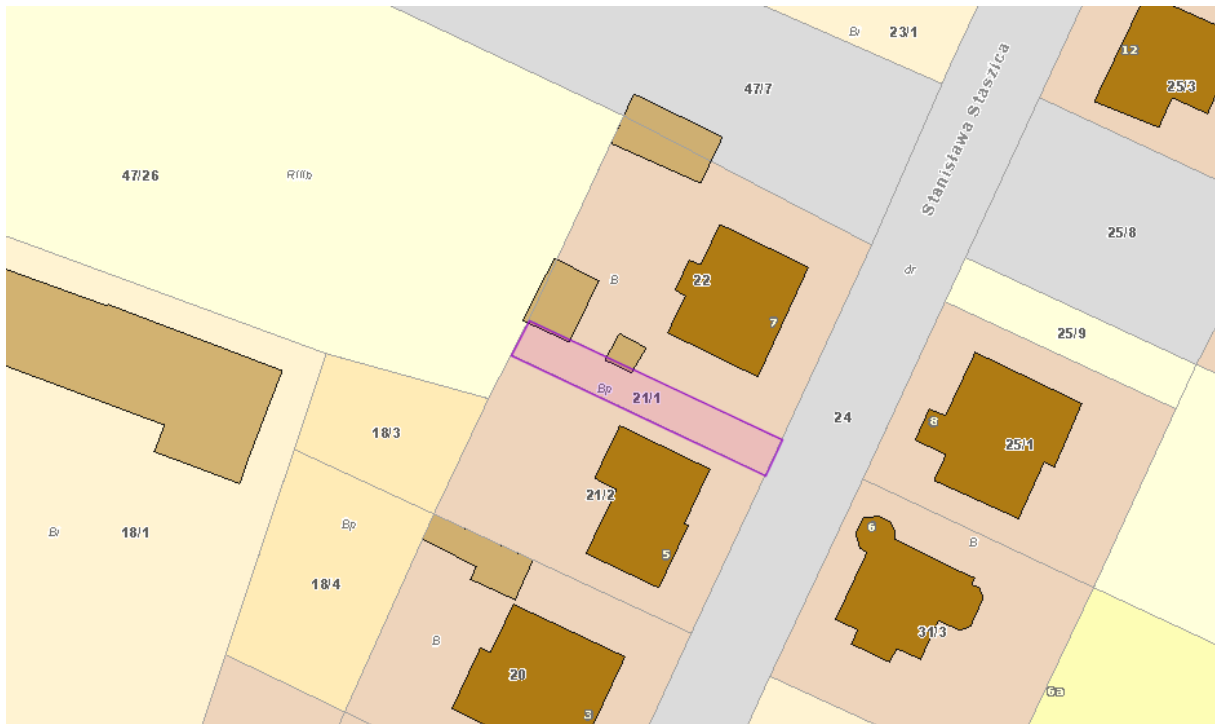 23/1
Bi
12
25/3
47/7
Stanisława Staszica
47/26
RIIIb
25/8
dr
B
22
7
25/9
Bp
21/1
24
8
25/1
18/3
21/2
5
Bi
18/1
Bp
18/4
6
B
31/3
B
20
3
6a